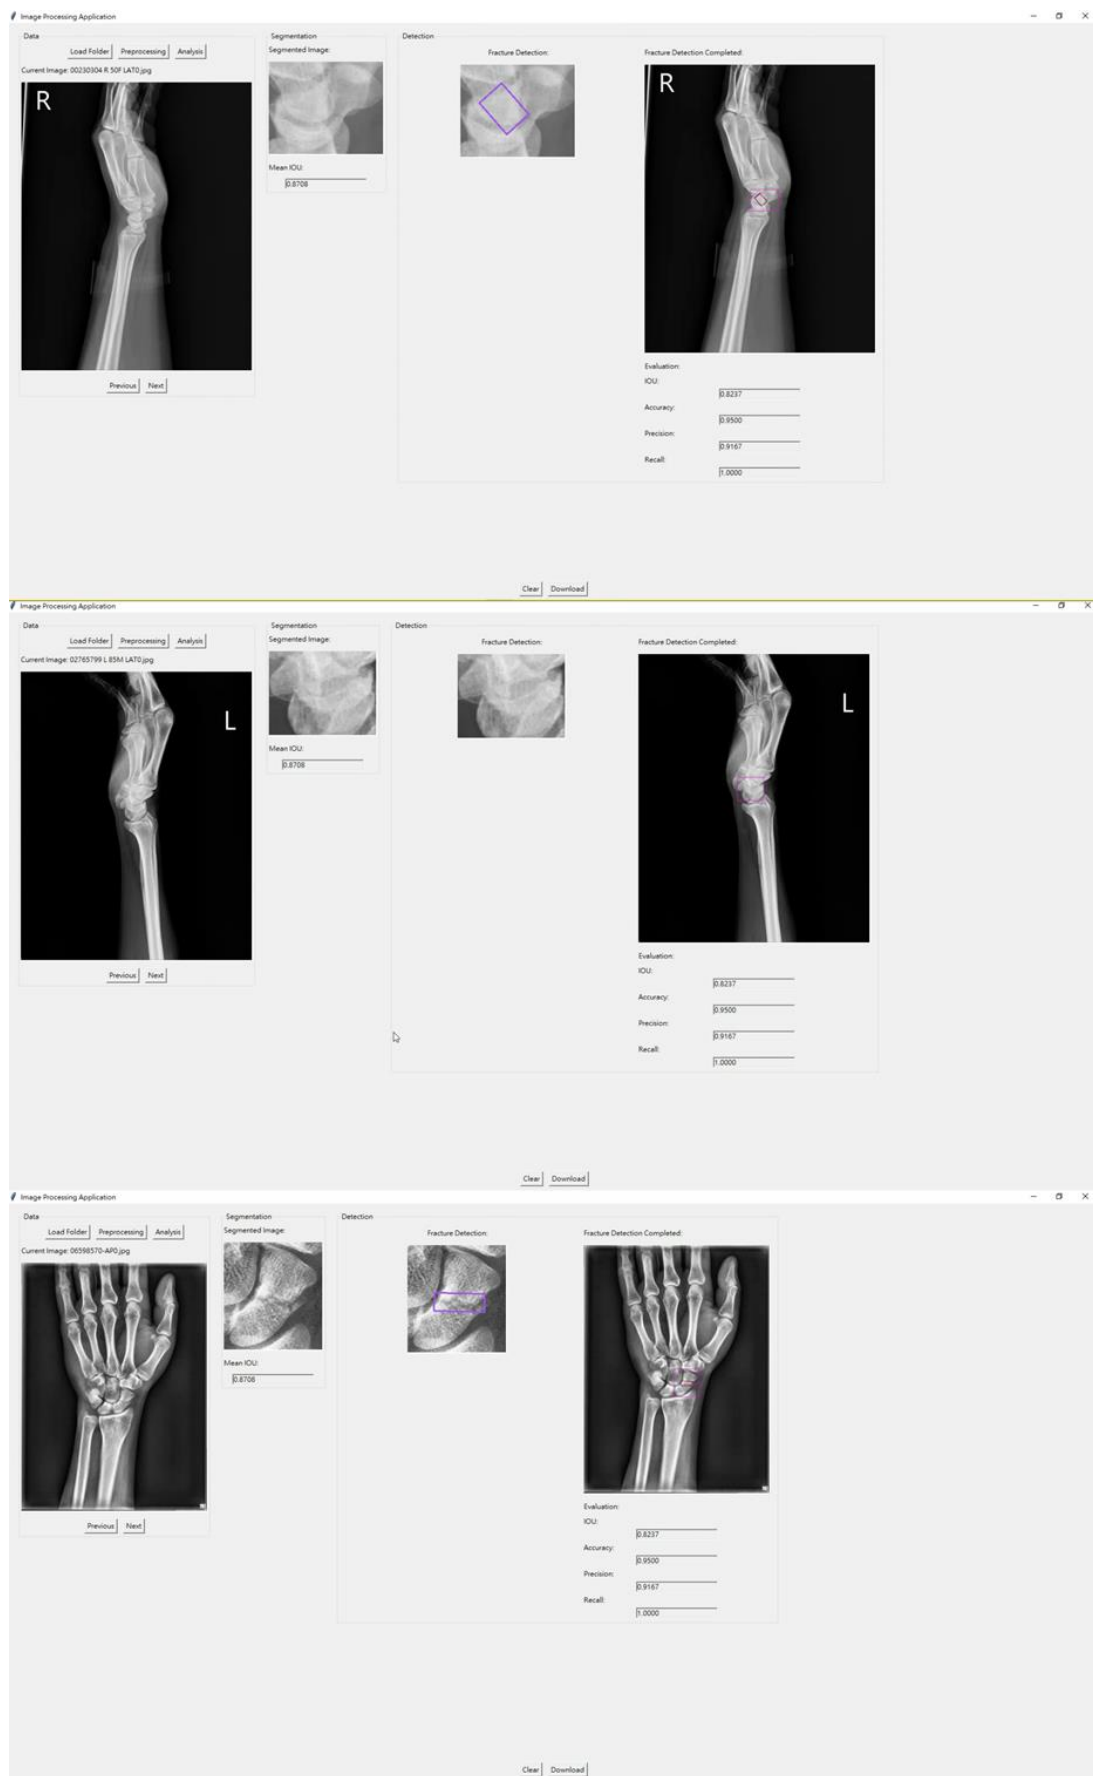 Image Processing Application
Data
Load Folder Preprocessing Analysis
Current Image: 00230304 R 50F LAT0.jpg
R
Previous Next
Segmentation
Segmented Image:
Mean IOU:
0.8708
Detection
Fracture Detection:
Fracture Detection Completed:
R
Evaluation:
IOU:
0.8237
Accuracy:
0.9500
Precision:
0.9167
Recall:
1.0000
Clear Download
Image Processing Application
Data
Load Folder Preprocessing Analysis
Current Image: 02765799 L 85M LAT0.jpg
L
Previous Next
Segmentation
Segmented Image:
Mean IOU:
0.8708
Detection
Fracture Detection:
Fracture Detection Completed:
L
Evaluation:
IOU:
0.8237
Accuracy:
0.9500
Precision:
0.9167
Recall:
1.0000
Clear Download
Image Processing Application
Data
Load Folder Preprocessing Analysis
Current Image: 06598570-AP0.jpg
Previous Next
Segmentation
Segmented Image:
Mean IOU:
0.8708
Detection
Fracture Detection:
Fracture Detection Completed:
Evaluation:
IOU:
0.8237
Accuracy:
0.9500
Precision:
0.9167
Recall:
1.0000
Clear Download